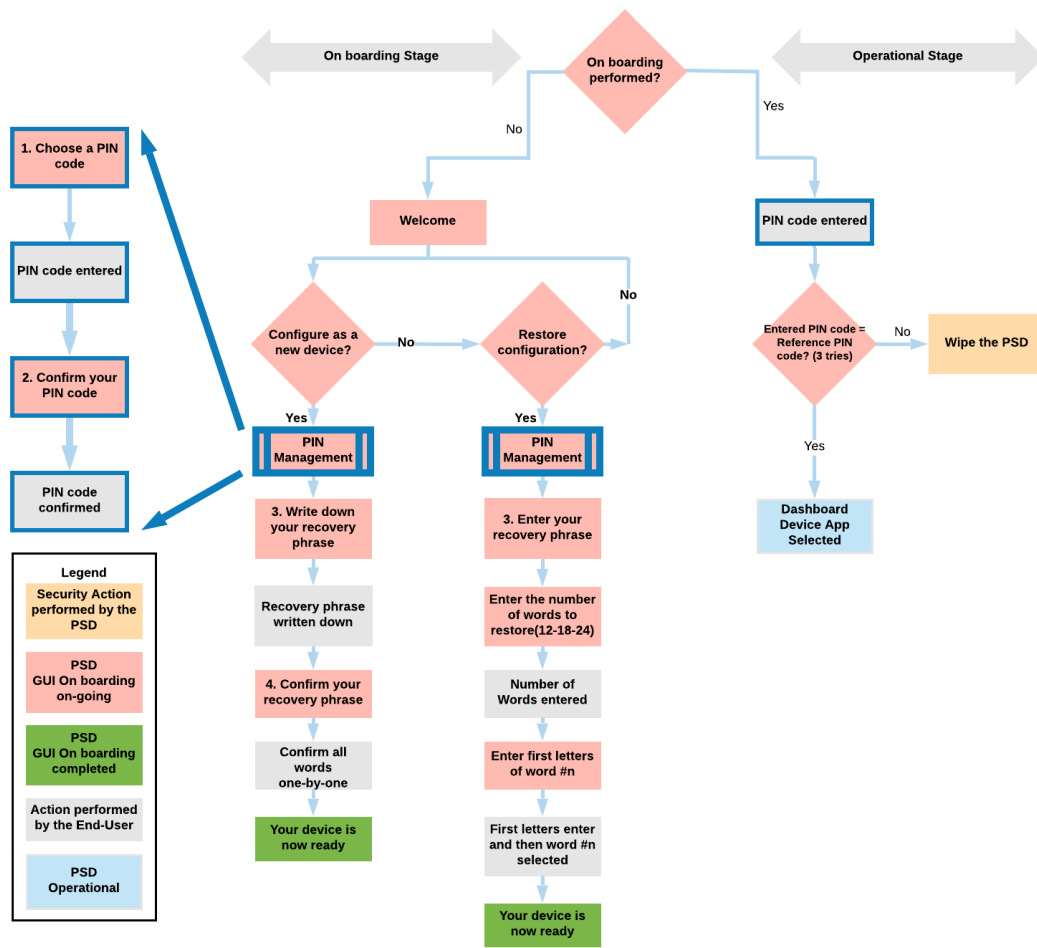 On boarding Stage
On boarding
performed?
Operational Stage
No
Yes
1. Choose a PIN
code
PIN code entered
2. Confirm your
PIN code
PIN code
confirmed
Welcome
Configure as a
new device?
No
Restore
configuration?
No
Yes
Yes
PIN
Management
PIN
Management
3. Write down
your recovery
phrase
Recovery phrase
written down
4. Confirm your
recovery phrase
Confirm all
words
one-by-one
Your device is
now ready
3. Enter your
recovery phrase
Enter the number
of words to
restore(12-18-24)
Number of
Words entered
Enter first letters
of word #n
First letters enter
and then word #n
selected
Your device is
now ready
PIN code entered
Entered PIN code =
Reference PIN
code? (3 tries)
No
Wipe the PSD
Yes
Dashboard
Device App
Selected
Legend
Security Action
performed by the
PSD
PSD
GUI On boarding
on-going
PSD
GUI On boarding
completed
Action performed
by the End-User
PSD
Operational